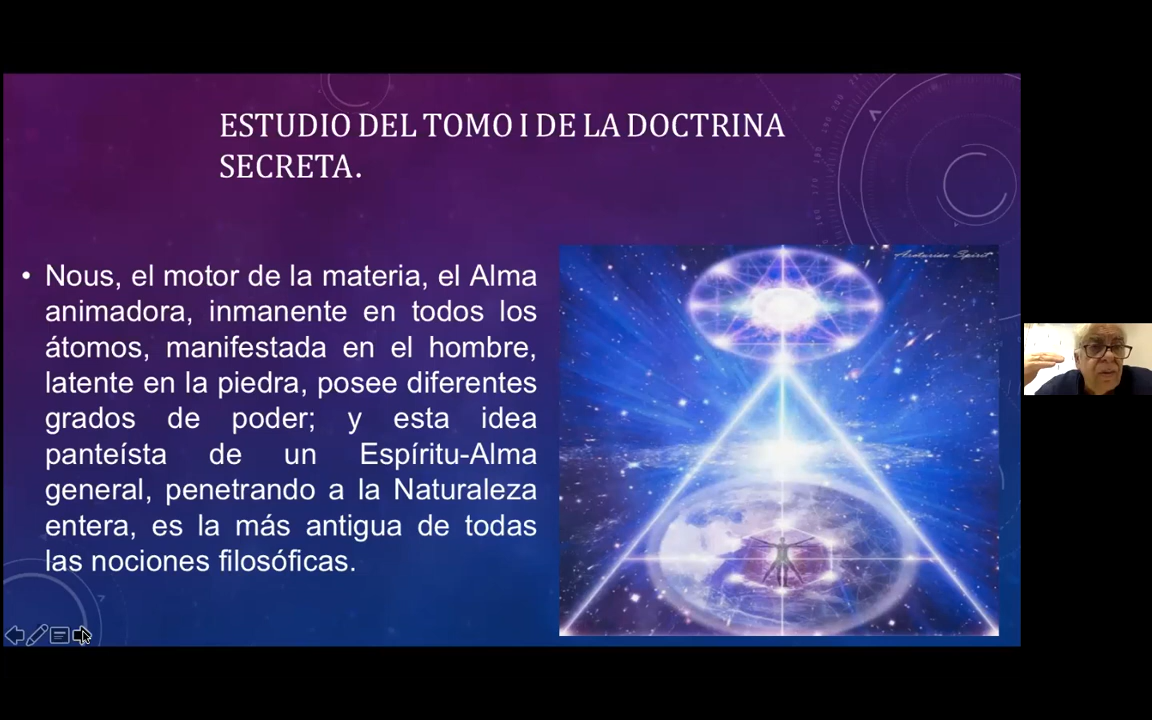 ESTUDIO DEL TOMO I DE LA DOCTRINA
SECRETA.
• Nous, el motor de la materia, el Alma
animadora, inmanente en todos los
átomos, manifestada en el hombre,
latente en la piedra, posee diferentes
grados de poder; y esta idea
panteísta de un Espíritu-Alma
general, penetrando a la Naturaleza
entera, es la más antigua de todas
las nociones filosóficas.